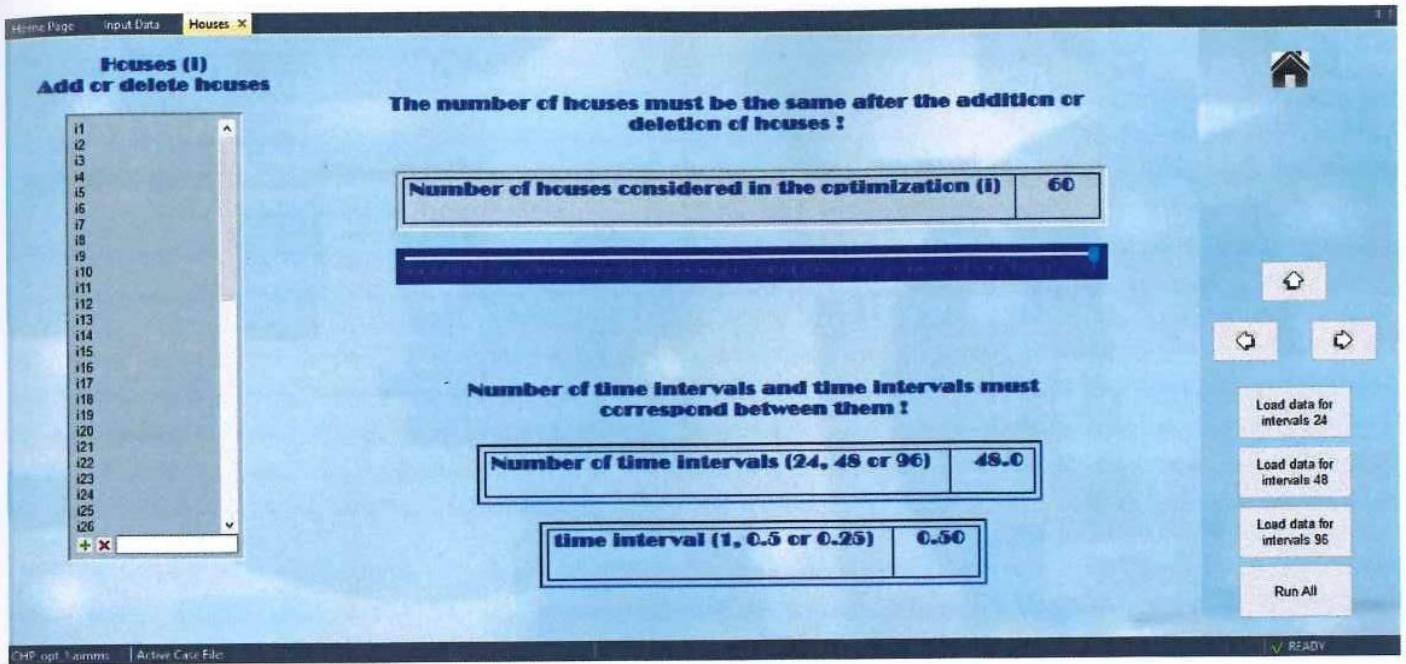 Home Page Input Data Houses ×
Houses (I)
Add or delete houses
i1
i2
i3
i4
i5
i6
i7
i8
i9
i10
i11
i12
i13
i14
i15
i16
i17
i18
i19
i20
i21
i22
i23
i24
i25
i26
The number of houses must be the same after the addition or
deletion of houses !
Number of houses considered in the optimization (i) 60
Number of time intervals and time intervals must
correspond between them !
Number of time intervals (24, 48 or 96) 48.0
time interval (1, 0.5 or 0.25) 0.50
Load data for
intervals 24
Load data for
intervals 48
Load data for
intervals 96
Run All
Active Case File:
READY